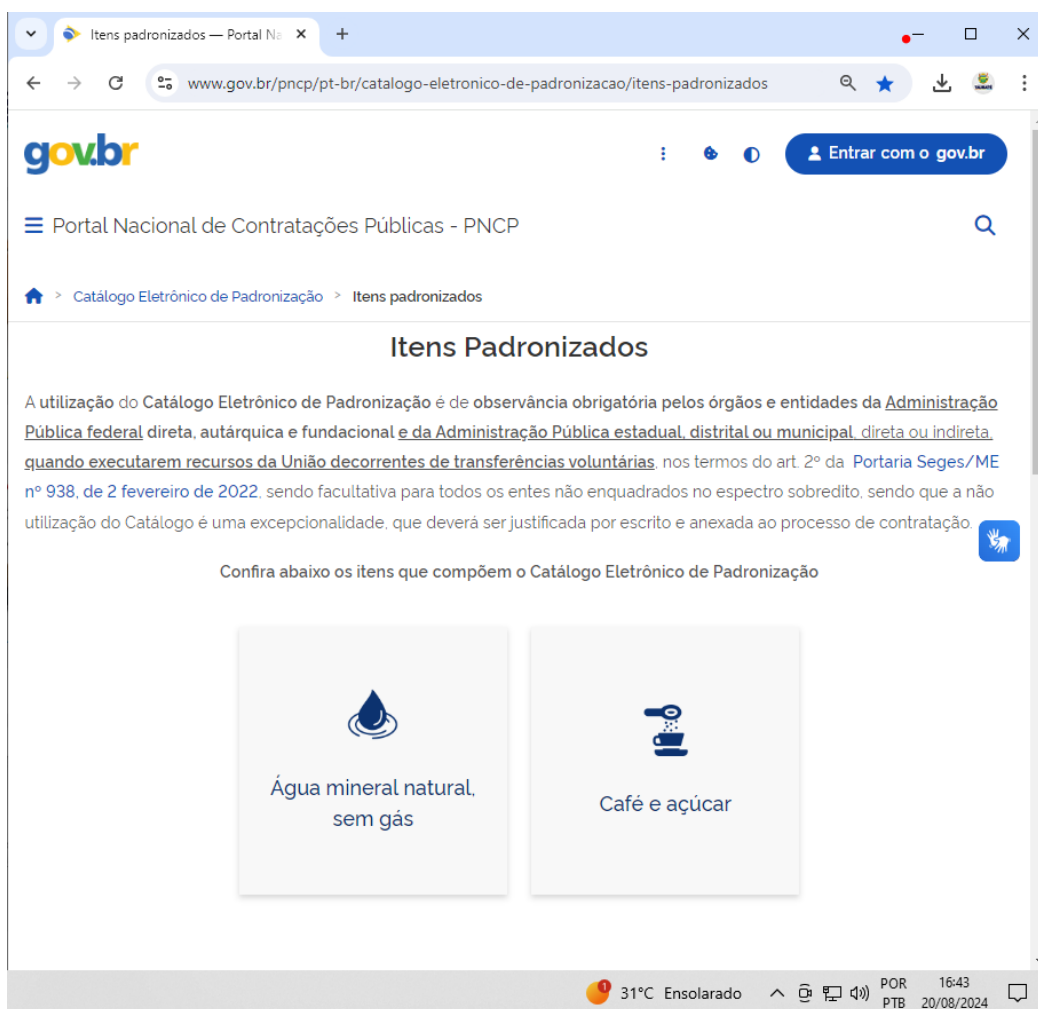 Itens padronizados — Portal Na
www.gov.br/pncp/pt-br/catalogo-eletronico-de-padronizacao/itens-padronizados
gov.br
Entrar com o gov.br
Portal Nacional de Contratações Públicas - PNCP
> Catálogo Eletrônico de Padronização > Itens padronizados
Itens Padronizados
A utilização do Catálogo Eletrônico de Padronização é de observância obrigatória pelos órgãos e entidades da Administração
Pública federal direta, autárquica e fundacional e da Administração Pública estadual, distrital ou municipal, direta ou indireta,
quando executarem recursos da União decorrentes de transferências voluntárias, nos termos do art. 2º da Portaria Seges/ME
nº 938, de 2 fevereiro de 2022, sendo facultativa para todos os entes não enquadrados no espectro sobredito, sendo que a não
utilização do Catálogo é uma excepcionalidade, que deverá ser justificada por escrito e anexada ao processo de contratação.
Confira abaixo os itens que compõem o Catálogo Eletrônico de Padronização
Água mineral natural,
sem gás
Café e açúcar
1
31°C Ensolarado
POR
PTB
16:43
20/08/2024